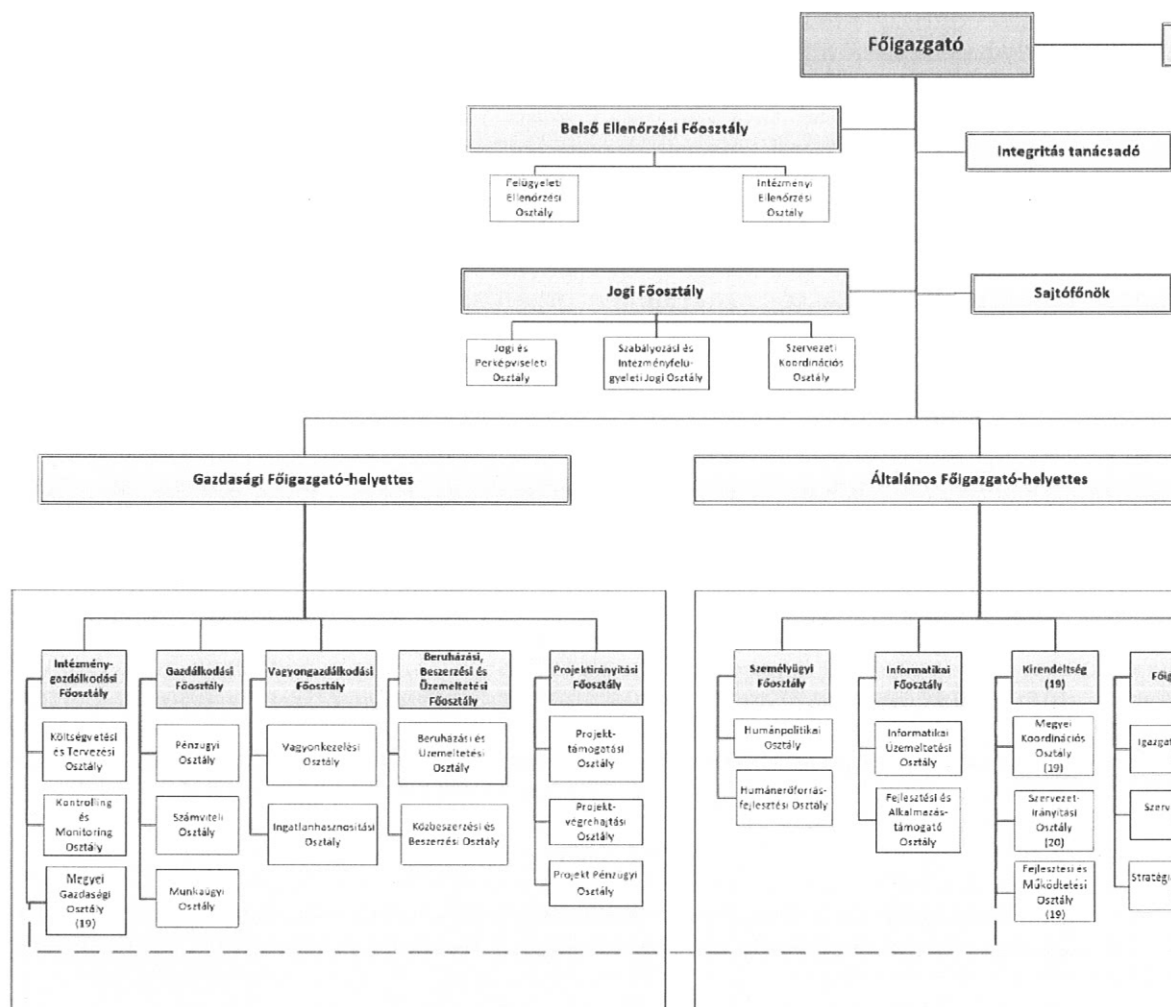 Főigazgató
Belső Ellenőrzési Főosztály
Integritás tanácsadó
Felügyeleti
Ellenőrzési
Osztály
Intézményi
Ellenőrzési
Osztály
Jogi Főosztály
Sajtófőnök
Jogi és
Perképviseleti
Osztály
Szabályozási és
Intézményfelü-
gyeleti Jogi Osztály
Szervezeti
Koordinációs
Osztály
Gazdasági Főigazgató-helyettes
Általános Főigazgató-helyettes
Intézmény-
gazdálkodási
Főosztály
Költségvetési
és Tervezési
Osztály
Kontrolling
és
Monitoring
Osztály
Megyei
Gazdasági
Osztály
(19)
Gazdálkodási
Főosztály
Pénzügyi
Osztály
Számviteli
Osztály
Munkaügyi
Osztály
Vagyongazdálkodási
Főosztály
Vagyonkezelési
Osztály
Ingatlanhasznosítási
Osztály
Beruházási,
Beszerzési és
Üzemeltetési
Főosztály
Beruházási és
Üzemeltetési
Osztály
Közbeszerzési és
Beszerzési Osztály
Projektirányítási
Főosztály
Projekt-
támogatási
Osztály
Projekt-
végrehajtási
Osztály
Projekt Pénzügyi
Osztály
Személyügyi
Főosztály
Humánpolitikai
Osztály
Humánerőforrás-
fejlesztési Osztály
Informatikai
Főosztály
Informatikai
Üzemeltetési
Osztály
Fejlesztési és
Alkalmazás-
támogató
Osztály
Kirendeltség
(19)
Megyei
Koordinációs
Osztály
(19)
Szervezet-
irányítási
Osztály
(20)
Fejlesztési és
Működtetési
Osztály
(19)
Főig
Igazgat
Szerv
Stratégi